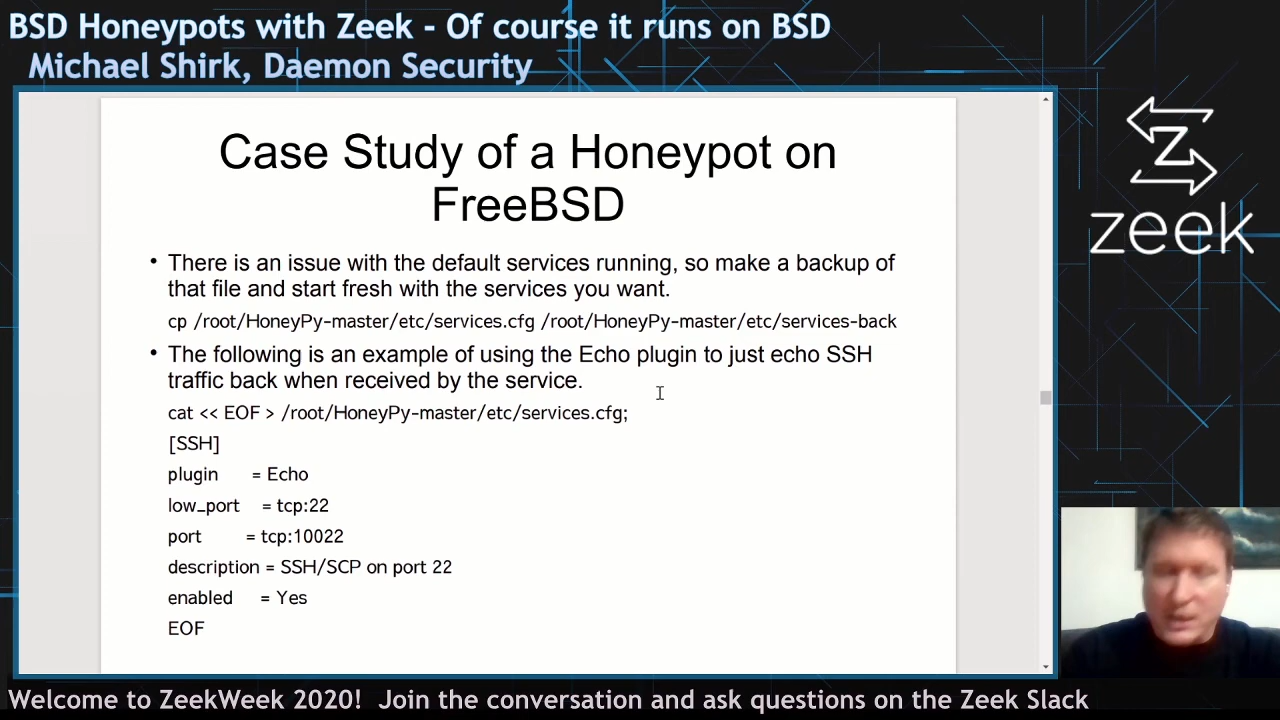 BSD Honeypots with Zeek - Of course it runs on BSD
Michael Shirk, Daemon Security
Case Study of a Honeypot on
FreeBSD
• There is an issue with the default services running, so make a backup of
that file and start fresh with the services you want.
cp /root/HoneyPy-master/etc/services.cfg /root/HoneyPy-master/etc/services-back
• The following is an example of using the Echo plugin to just echo SSH
traffic back when received by the service.
cat << EOF > /root/HoneyPy-master/etc/services.cfg;
[SSH]
plugin = Echo
low_port = tcp:22
port = tcp:10022
description = SSH/SCP on port 22
enabled = Yes
EOF
Z
zeek
Welcome to ZeekWeek 2020! Join the conversation and ask questions on the Zeek Slack